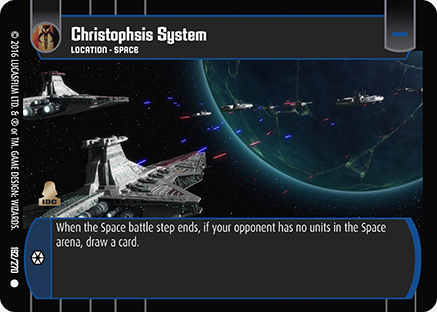 Christophsis System
LOCATION - SPACE
© 2016 LUCASFILM LTD. & ® OR TM. GAME DESIGN: WIZARDS.
IDC
182/270
When the Space battle step ends, if your opponent has no units in the Space
arena, draw a card.